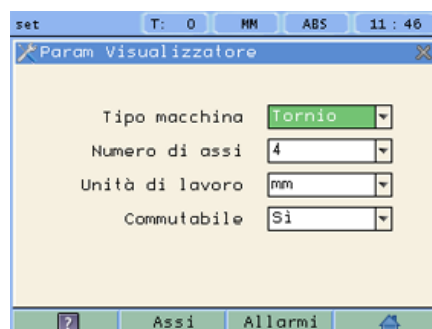 set T: 0 MM ABS 11 : 46
Param Visualizzatore
Tipo macchina Tornio
Numero di assi 4
Unità di lavoro mm
Commutabile Sì
? Assi Allarmi